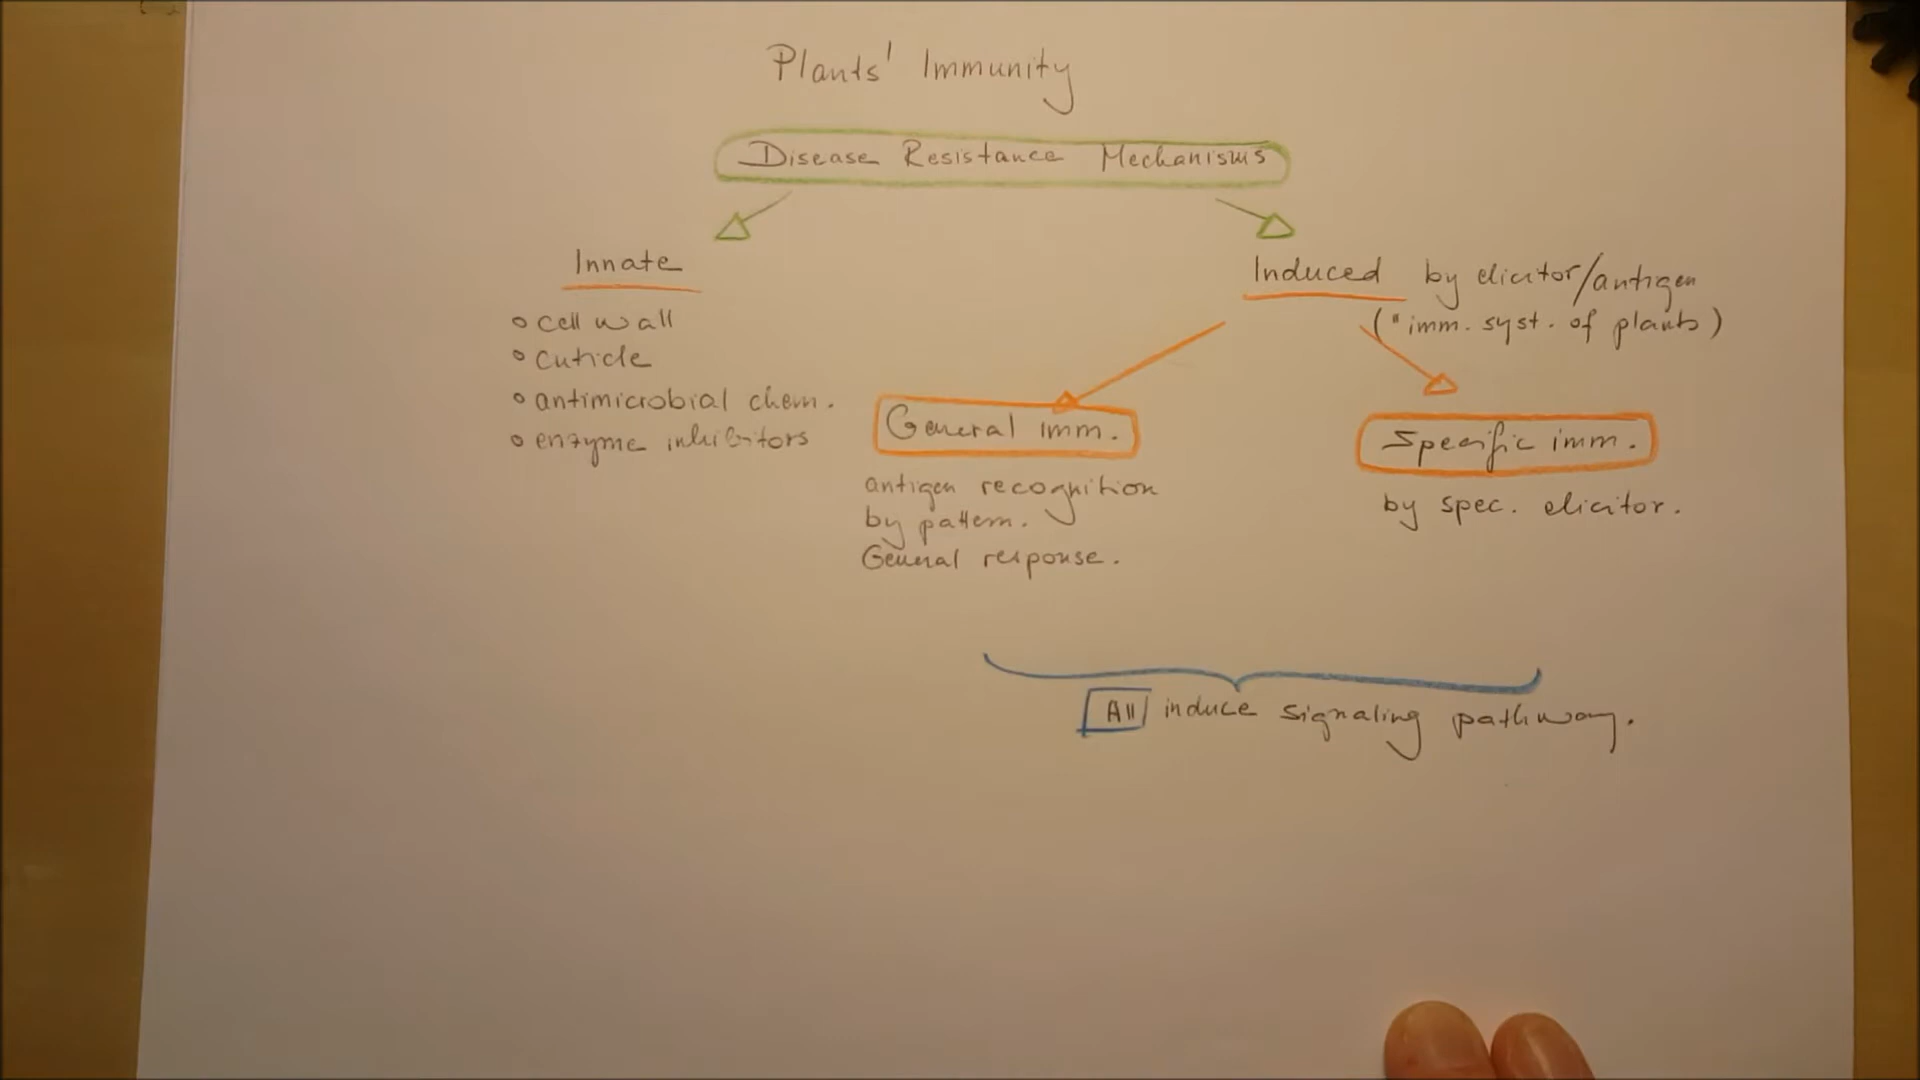 Plants' Immunity
Disease Resistance Mechanisms
Innate
cell wall
cuticle
antimicrobial chem.
enzyme inhibitors
Induced by elicitor/antigen
("imm. syst. of plants)
General imm.
antigen recognition
by pattern.
General response.
Specific imm.
by spec. elicitor.
All induce signaling pathway.